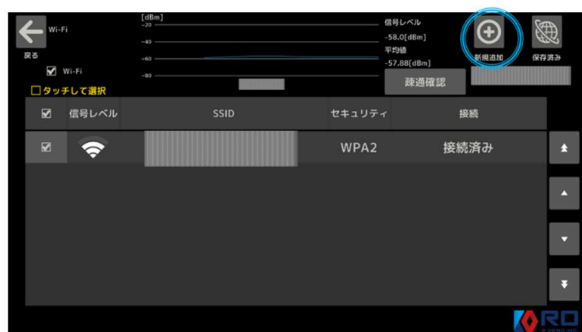 戻る
Wi-Fi
Wi-Fi
タッチして選択
[dBm]
-20
-40
-60
-80
信号レベル
-58.0[dBm]
平均値
-57.88[dBm]
疎通確認
新規追加
保存済み
信号レベル SSID セキュリティ 接続
WPA2 接続済み
RO